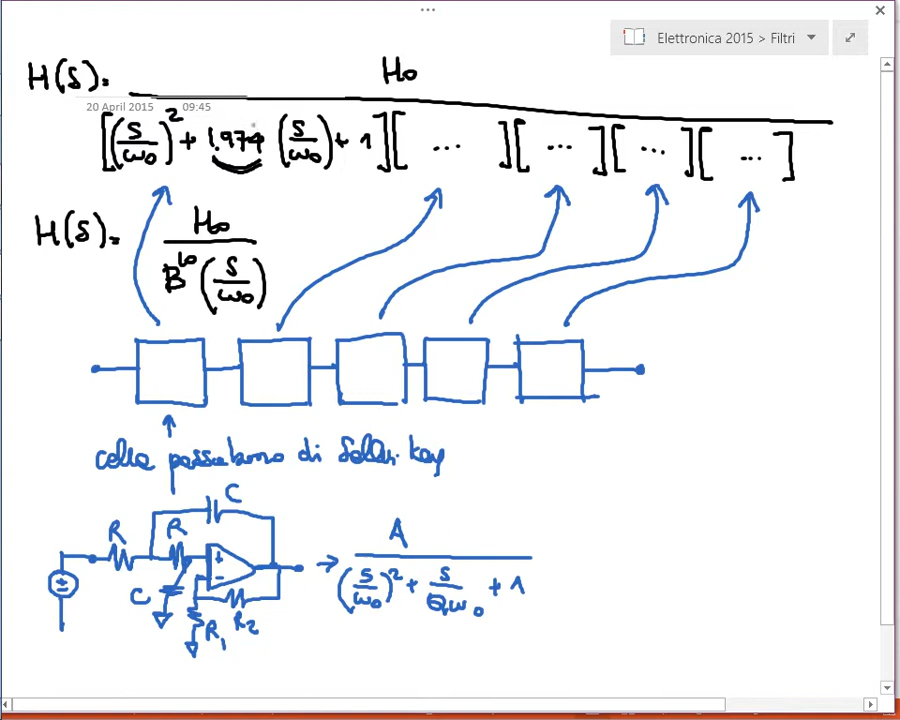 Elettronica 2015 > Filtri
H(s) = H₀
20 April 2015 09:45
[(s/ω₀)² + 1.974 (s/ω₀) + 1][ ... ][ ... ][ ... ][ ... ]
H(s) = H₀ / B¹⁰(s/ω₀)
cella passabasso di Sallen-Key
C
R R
+
-
C
R₂
R₁
→ A / ((s/ω₀)² + s/(Qω₀) + 1)